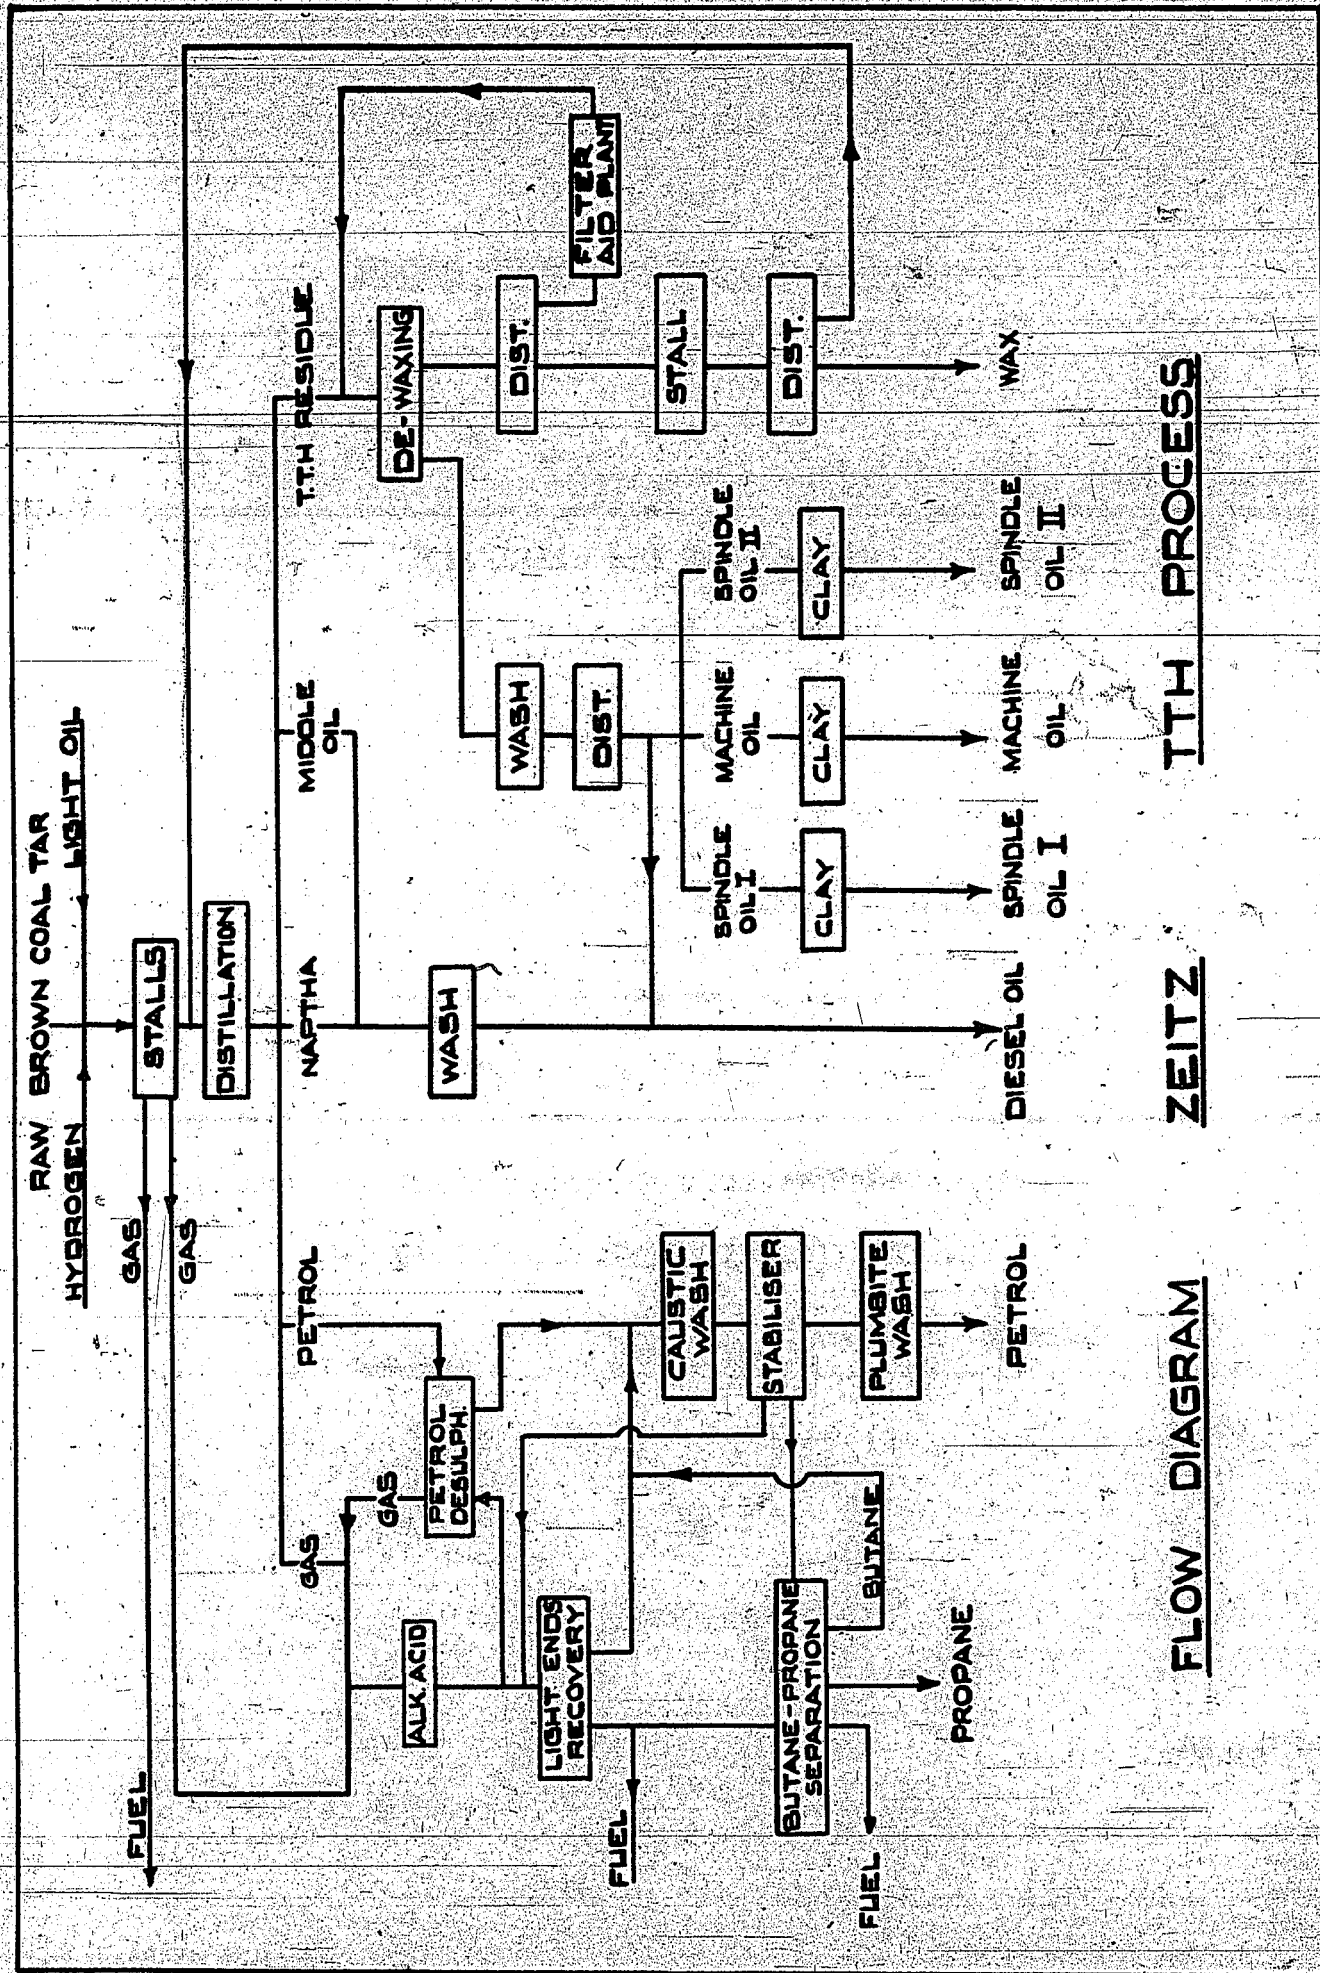 RAW BROWN COAL TAR
HYDROGEN
LIGHT OIL
GAS
GAS
STALLS
FUEL
DISTILLATION
GAS
PETROL
NAPTHA
MIDDLE
OIL
T.T.H RESIDUE
GAS
ALK.ACID
PETROL
DESULPH.
WASH
DE-WAXING
LIGHT ENDS
RECOVERY
WASH
DIST.
FILTER
AID PLANT
DIST.
FUEL
CAUSTIC
WASH
STALL
STABILISER
SPINDLE
OIL I
MACHINE
OIL
SPINDLE
OIL II
DIST.
BUTANE-PROPANE
SEPARATION
BUTANE
PLUMBITE
WASH
CLAY
CLAY
CLAY
FUEL
PROPANE
PETROL
DIESEL OIL
SPINDLE
OIL I
MACHINE
OIL
SPINDLE
OIL II
WAX
FLOW DIAGRAM ZEITZ TTH PROCESS